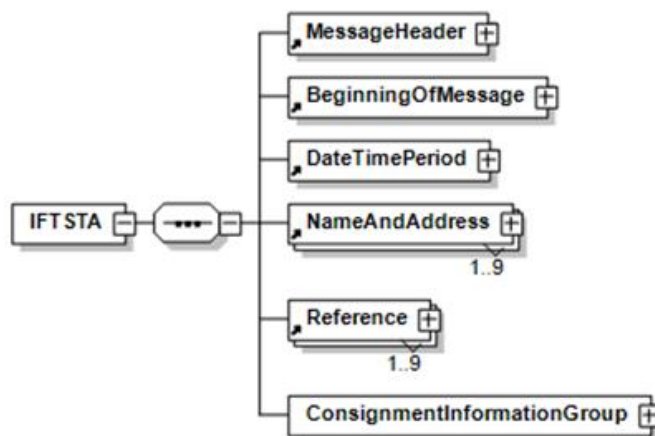 MessageHeader
BeginningOfMessage
DateTimePeriod
IFTSTA
NameAndAddress
1..9
Reference
1..9
ConsignmentInformationGroup